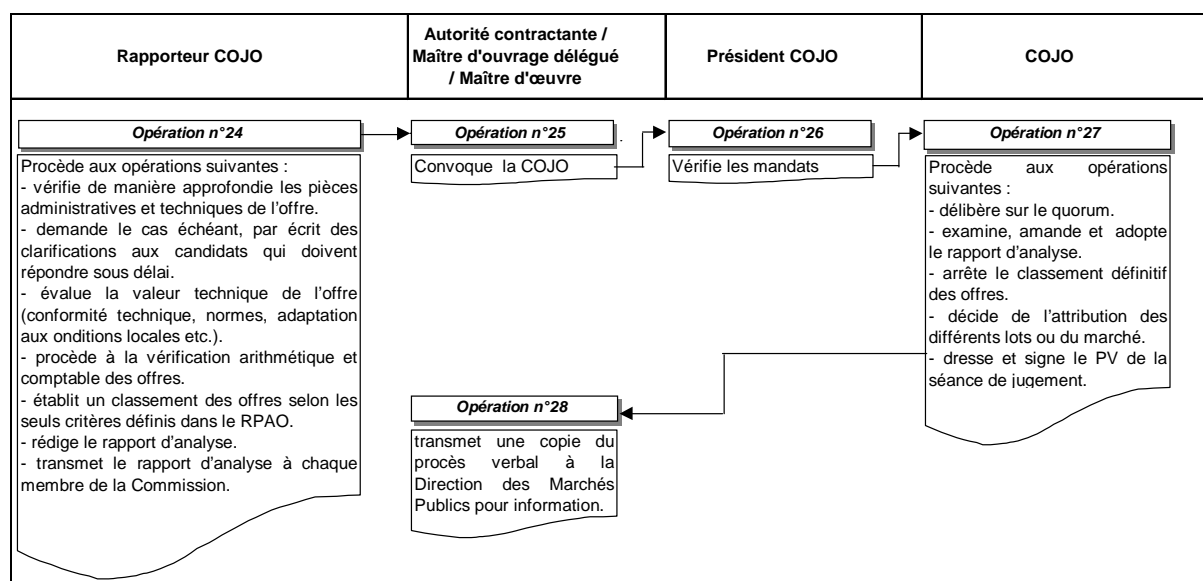 Rapporteur COJO
Autorité contractante /
Maître d'ouvrage délégué
/ Maître d'œuvre
Président COJO
COJO
Opération n°24
Procède aux opérations suivantes :
- vérifie de manière approfondie les pièces
administratives et techniques de l'offre.
- demande le cas échéant, par écrit des
clarifications aux candidats qui doivent
répondre sous délai.
- évalue la valeur technique de l'offre
(conformité technique, normes, adaptation
aux onditions locales etc.).
- procède à la vérification arithmétique et
comptable des offres.
- établit un classement des offres selon les
seuls critères définis dans le RPAO.
- rédige le rapport d'analyse.
- transmet le rapport d'analyse à chaque
membre de la Commission.
Opération n°25
Convoque la COJO
Opération n°26
Vérifie les mandats
Opération n°27
Procède aux opérations
suivantes :
- délibère sur le quorum.
- examine, amande et adopte
le rapport d'analyse.
- arrête le classement définitif
des offres.
- décide de l'attribution des
différents lots ou du marché.
- dresse et signe le PV de la
séance de jugement.
Opération n°28
transmet une copie du
procès verbal à la
Direction des Marchés
Publics pour information.